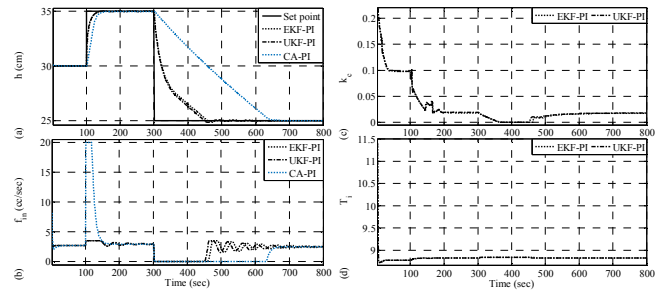 35
h (cm)
30
25
(a)
100 200 300 400 500 600 700 800
Set point
EKF-PI
UKF-PI
CA-PI
20
15
f_in (cc/sec)
10
5
0
(b)
0 100 200 300 400 500 600 700 800
Time (sec)
EKF-PI
UKF-PI
CA-PI
0.2
0.15
k_c
0.1
0.05
0
(c)
100 200 300 400 500 600 700 800
EKF-PI UKF-PI
11.5
11
10.5
T_i
10
9.5
9
(d)
0 100 200 300 400 500 600 700 800
Time (sec)
EKF-PI UKF-PI